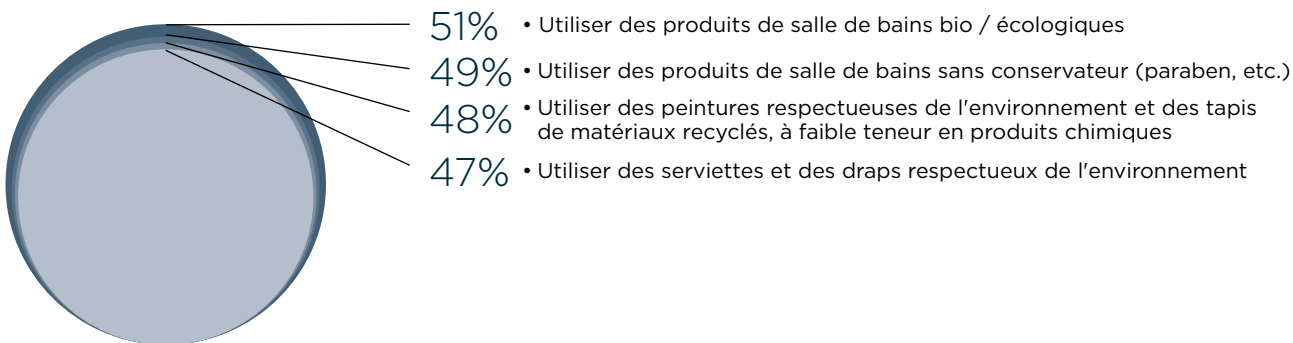 51% • Utiliser des produits de salle de bains bio / écologiques
49% • Utiliser des produits de salle de bains sans conservateur (paraben, etc.)
48% • Utiliser des peintures respectueuses de l'environnement et des tapis
de matériaux recyclés, à faible teneur en produits chimiques
47% • Utiliser des serviettes et des draps respectueux de l'environnement